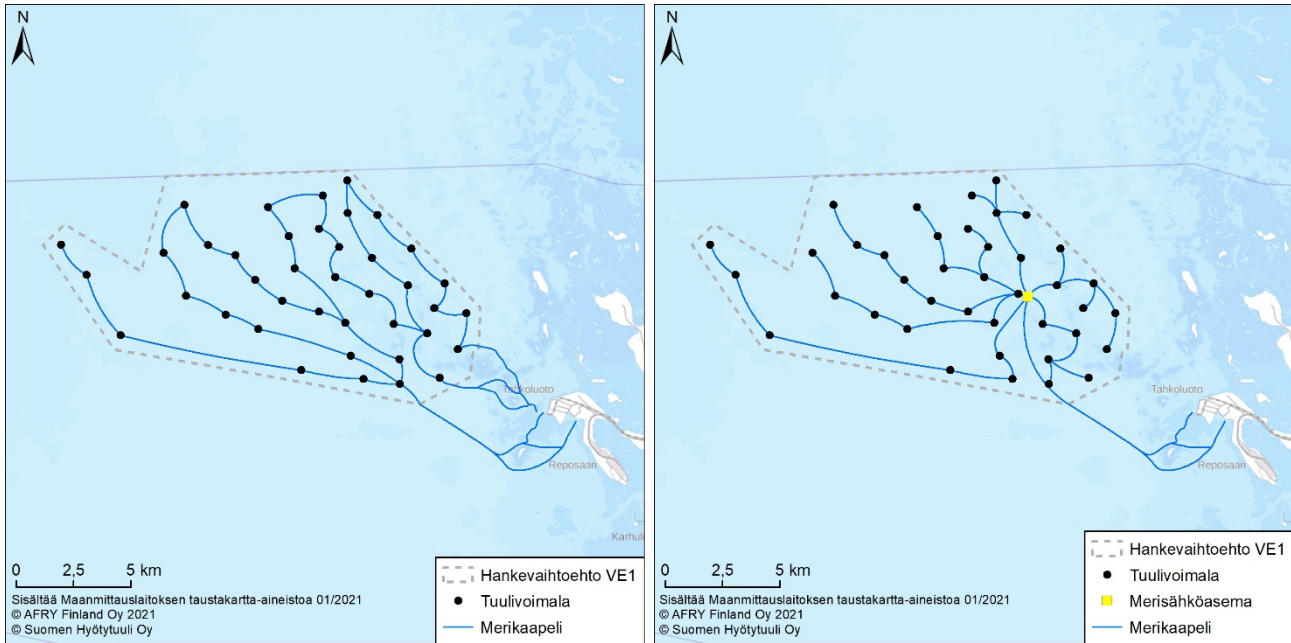 N
Tahkoluoto
Reposaari
Karhuli
0 2,5 5 km
Sisältää Maanmittauslaitoksen taustakartta-aineistoa 01/2021
© AFRY Finland Oy 2021
© Suomen Hyötytuuli Oy
Hankevaihtoehto VE1
Tuulivoimala
Merikaapeli
N
Tahkoluoto
Reposaari
Karhuli
0 2,5 5 km
Sisältää Maanmittauslaitoksen taustakartta-aineistoa 01/2021
© AFRY Finland Oy 2021
© Suomen Hyötytuuli Oy
Hankevaihtoehto VE1
Tuulivoimala
Merisähköasema
Merikaapeli